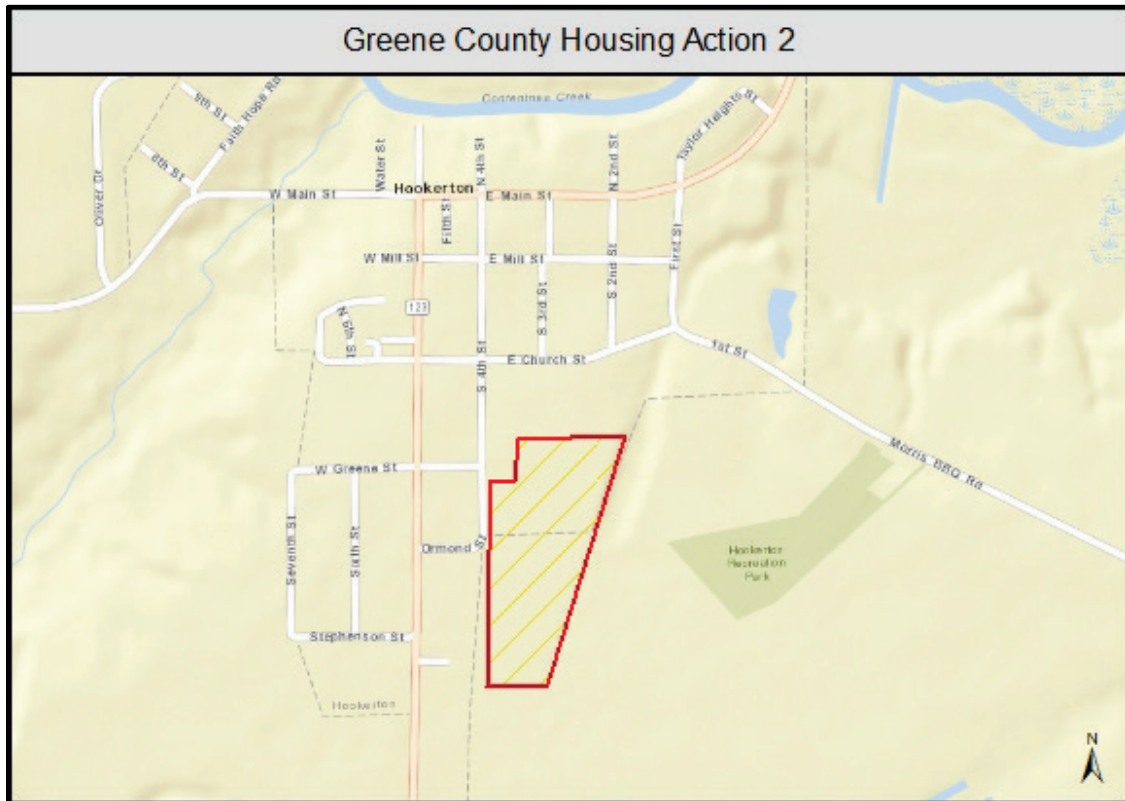 Greene County Housing Action 2
Contentnea Creek
9th St
Faith Hope Rd
8th St
Oliver Dr
W Main St
Water St
Hookerton
N 4th St
Fifth St
E Main St
N 2nd St
Taylor Heights St
W Mill St
E Mill St
First St
S 2nd St
S 3rd St
123
N 6th St
S 4th St
E Church St
1st St
Morris BBQ Rd
W Greene St
Seventh St
Sixth St
Ormond St
Stephenson St
Hookerton
Hookerton
Recreation
Park
N